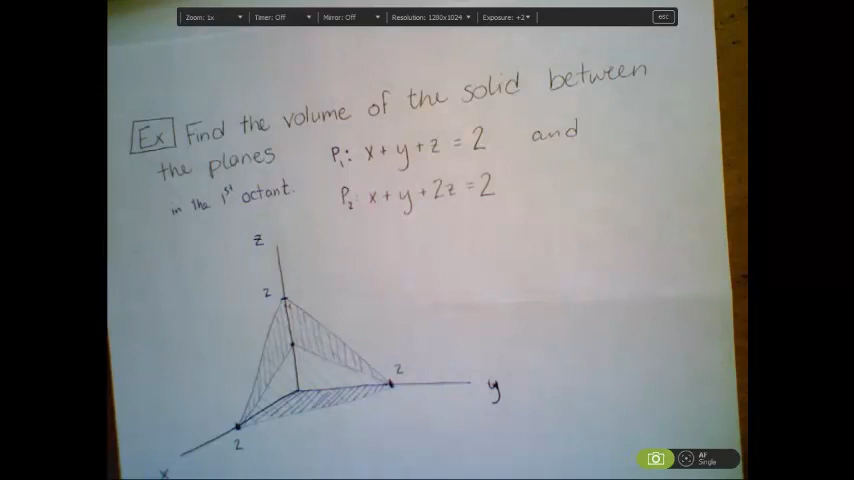 Zoom: 1x Timer: Off Mirror: Off Resolution: 1280x1024 Exposure: +2 esc
Ex Find the volume of the solid between
the planes P₁: x + y + z = 2 and
in the 1st octant. P₂: x + y + 2z = 2
z
2
2
y
2
x
AF
Single